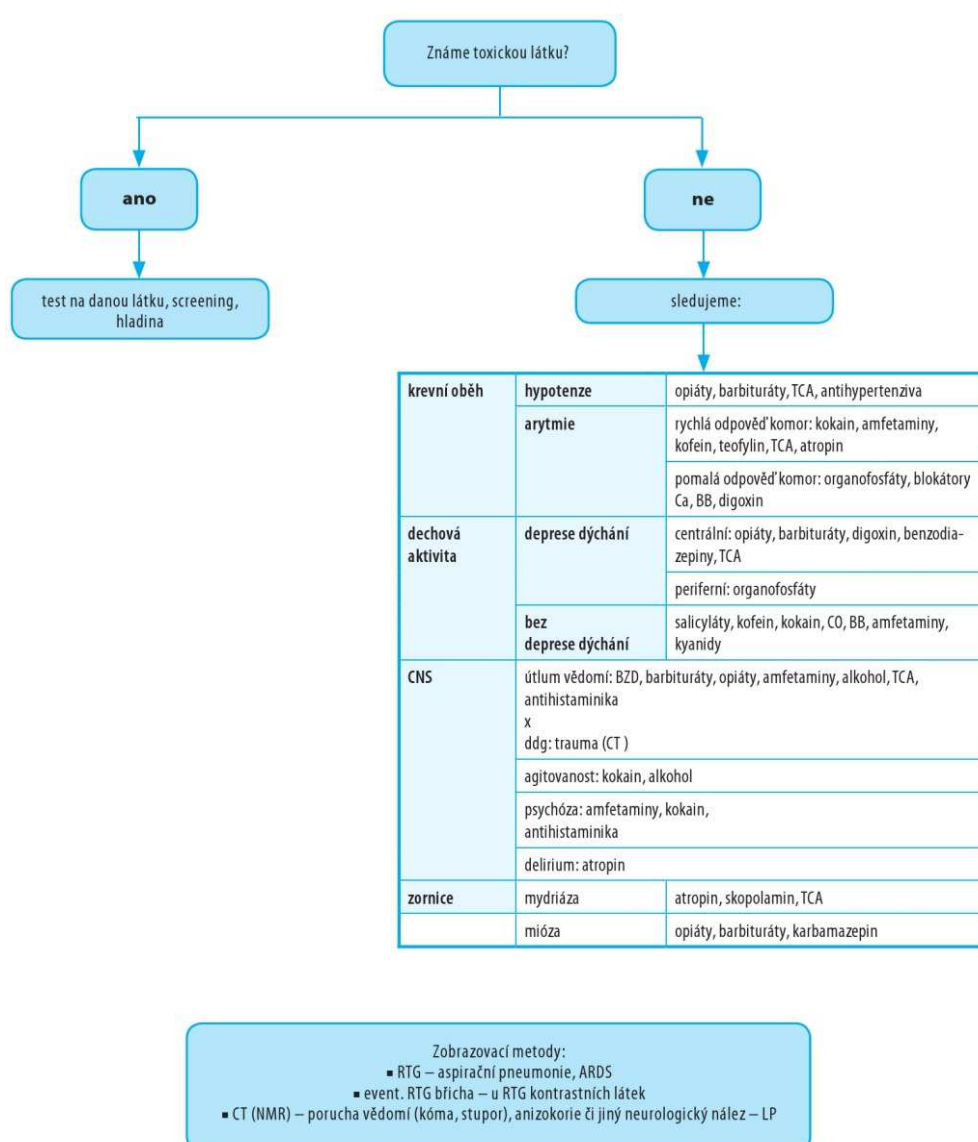 Známe toxickou látku?
ano
ne
test na danou látku, screening,
hladina
sledujeme:
krevní oběh
hypotenze
opiáty, barbituráty, TCA, antihypertenziva
arytmie
rychlá odpověď komor: kokain, amfetaminy,
kofein, teofylin, TCA, atropin
pomalá odpověď komor: organofosfáty, blokátory
Ca, BB, digoxin
dechová
aktivita
deprese dýchání
centrální: opiáty, barbituráty, digoxin, benzodia-
zepiny, TCA
periferní: organofosfáty
bez
deprese dýchání
salicyláty, kofein, kokain, CO, BB, amfetaminy,
kyanidy
CNS
útlum vědomí: BZD, barbituráty, opiáty, amfetaminy, alkohol, TCA,
antihistaminika
x
ddg: trauma (CT )
agitovanost: kokain, alkohol
psychóza: amfetaminy, kokain,
antihistaminika
delirium: atropin
zornice
mydriáza
atropin, skopolamin, TCA
mióza
opiáty, barbituráty, karbamazepin
Zobrazovací metody:
▪ RTG – aspirační pneumonie, ARDS
▪ event. RTG břicha – u RTG kontrastních látek
▪ CT (NMR) – porucha vědomí (kóma, stupor), anizokorie či jiný neurologický nález – LP